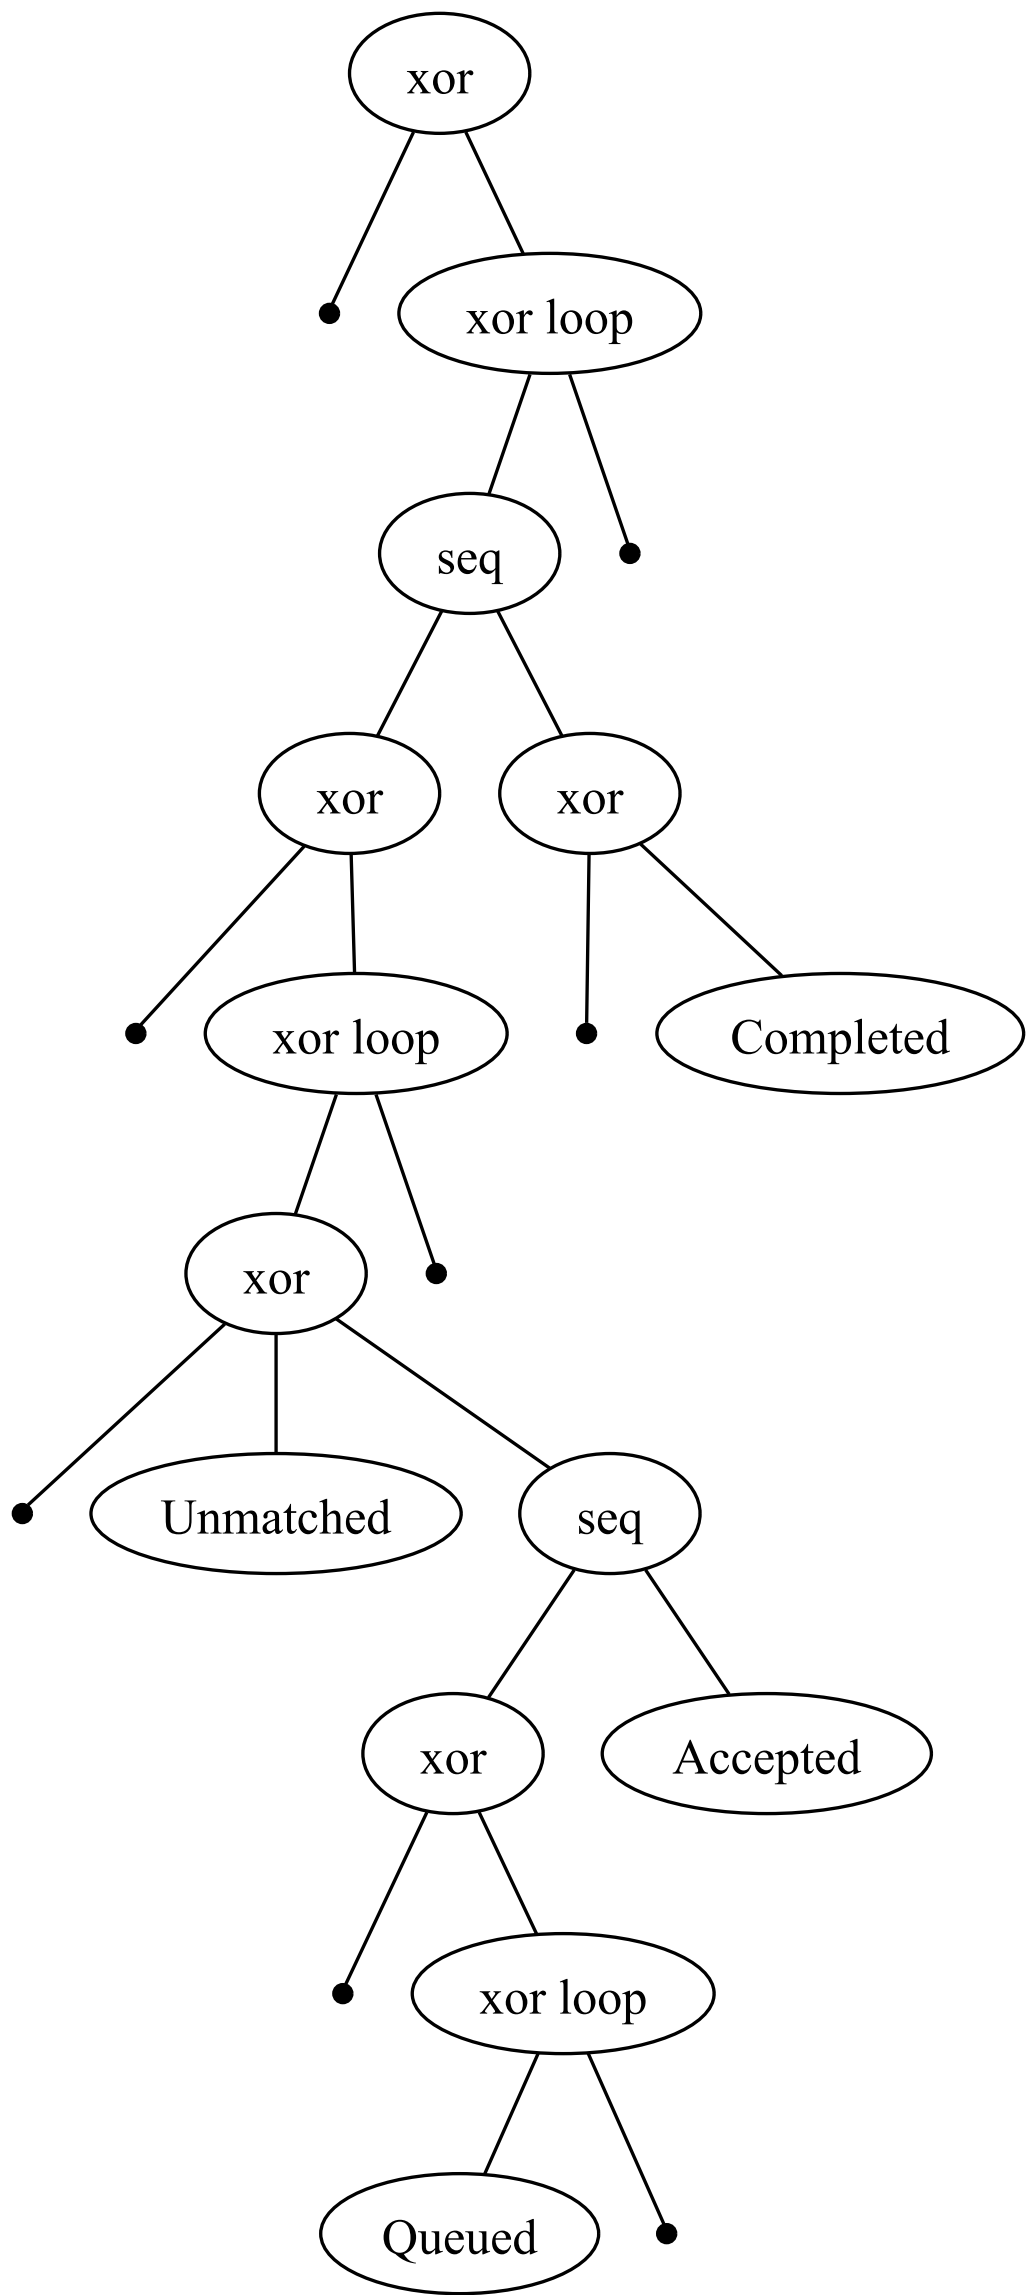 xor
xor loop
seq
xor
xor
xor loop
Completed
xor
Unmatched
seq
xor
Accepted
xor loop
Queued